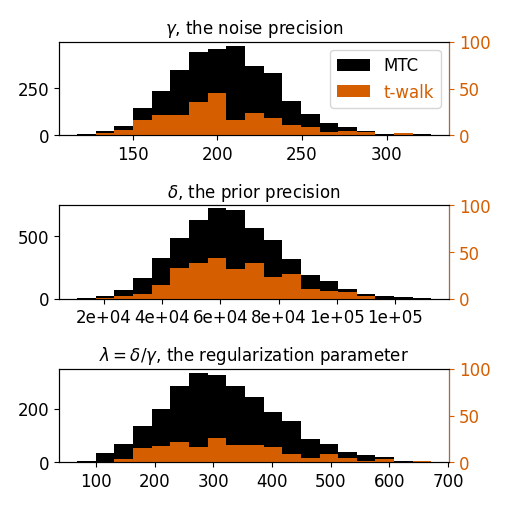 γ, the noise precision
100
250
50
0
0
150
200
250
300
MTC
t-walk
δ, the prior precision
100
500
50
0
0
2e+04
4e+04
6e+04
8e+04
1e+05
1e+05
λ = δ/γ, the regularization parameter
100
200
50
0
0
100
200
300
400
500
600
700